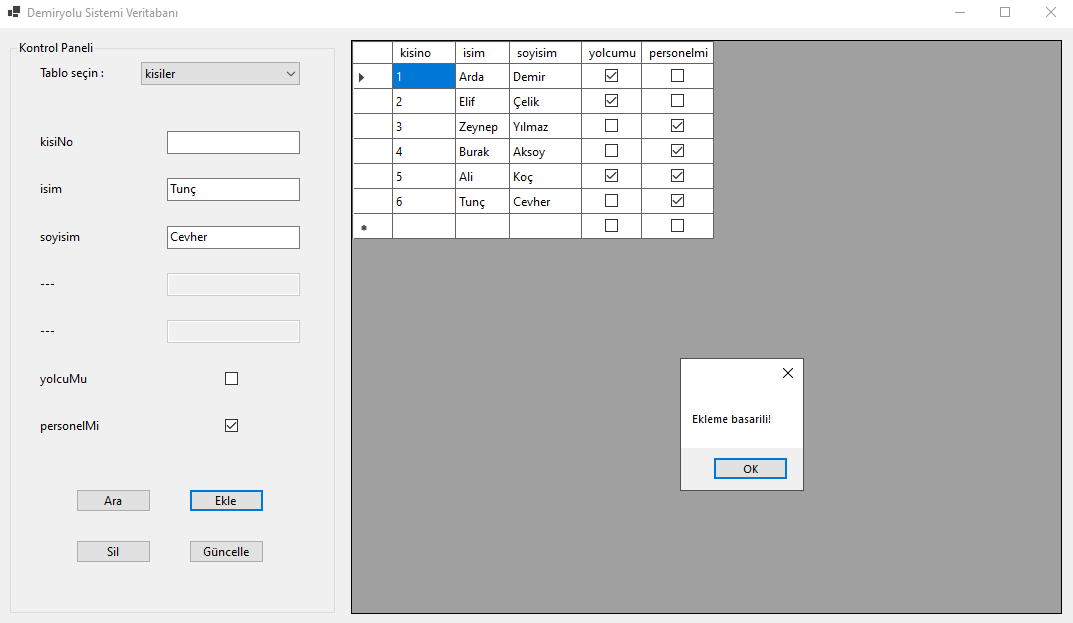 Demiryolu Sistemi Veritabanı
Kontrol Paneli
Tablo seçin :
kisiler
kisiNo
isim
Tunç
soyisim
Cevher
---
---
yolcuMu
personelMi
Ara
Ekle
Sil
Güncelle
kisino isim soyisim yolcumu personelmi
1 Arda Demir
2 Elif Çelik
3 Zeynep Yılmaz
4 Burak Aksoy
5 Ali Koç
6 Tunç Cevher
Ekleme basarili!
OK